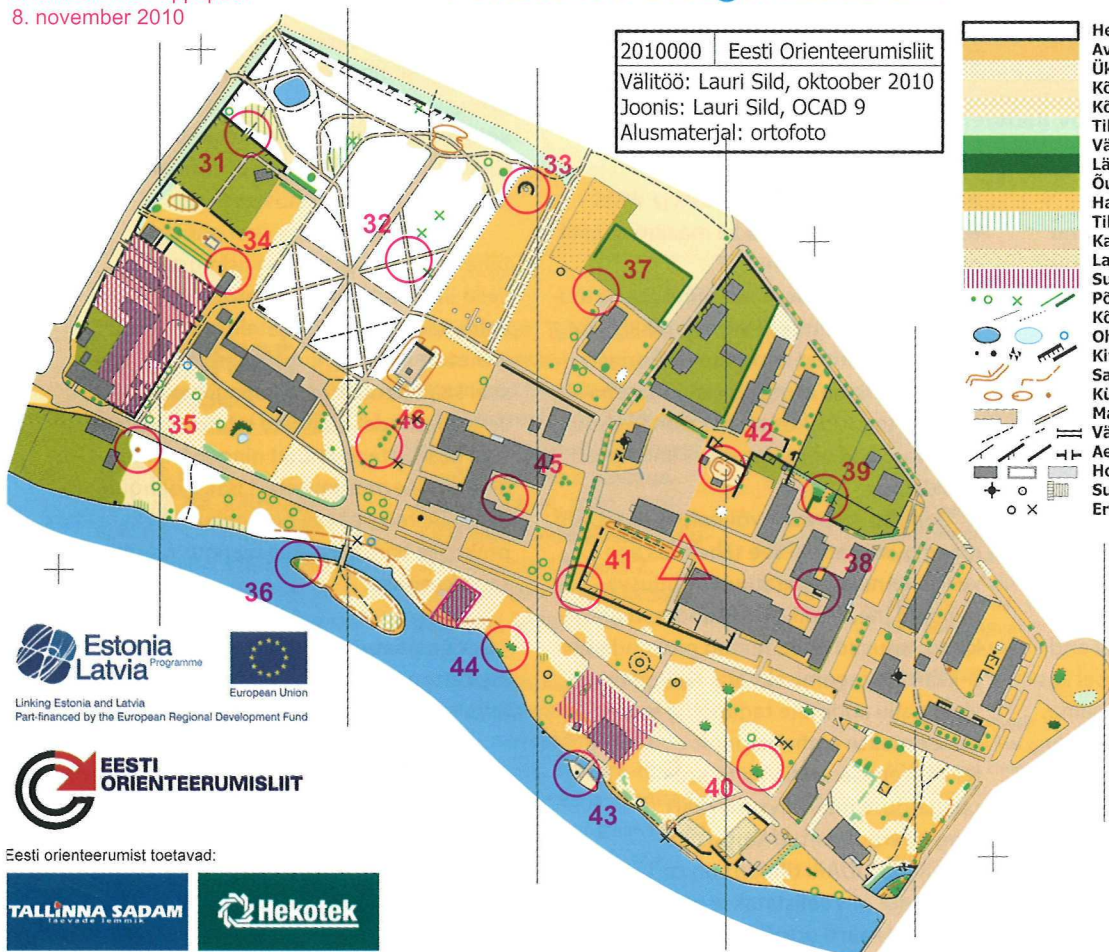 8. november 2010
2010000 Eesti Orienteerumisliit
Välitöö: Lauri Sild, oktoober 2010
Joonis: Lauri Sild, OCAD 9
Alusmaterjal: ortofoto
31
32
33
34
35
36
37
38
39
40
41
42
43
44
45
46
Estonia
Latvia Programme
European Union
Linking Estonia and Latvia
Part-financed by the European Regional Development Fund
EESTI
ORIENTEERUMISLIIT
Eesti orienteerumist toetavad:
TALLINNA SADAM
laevade lemmik
Hekotek